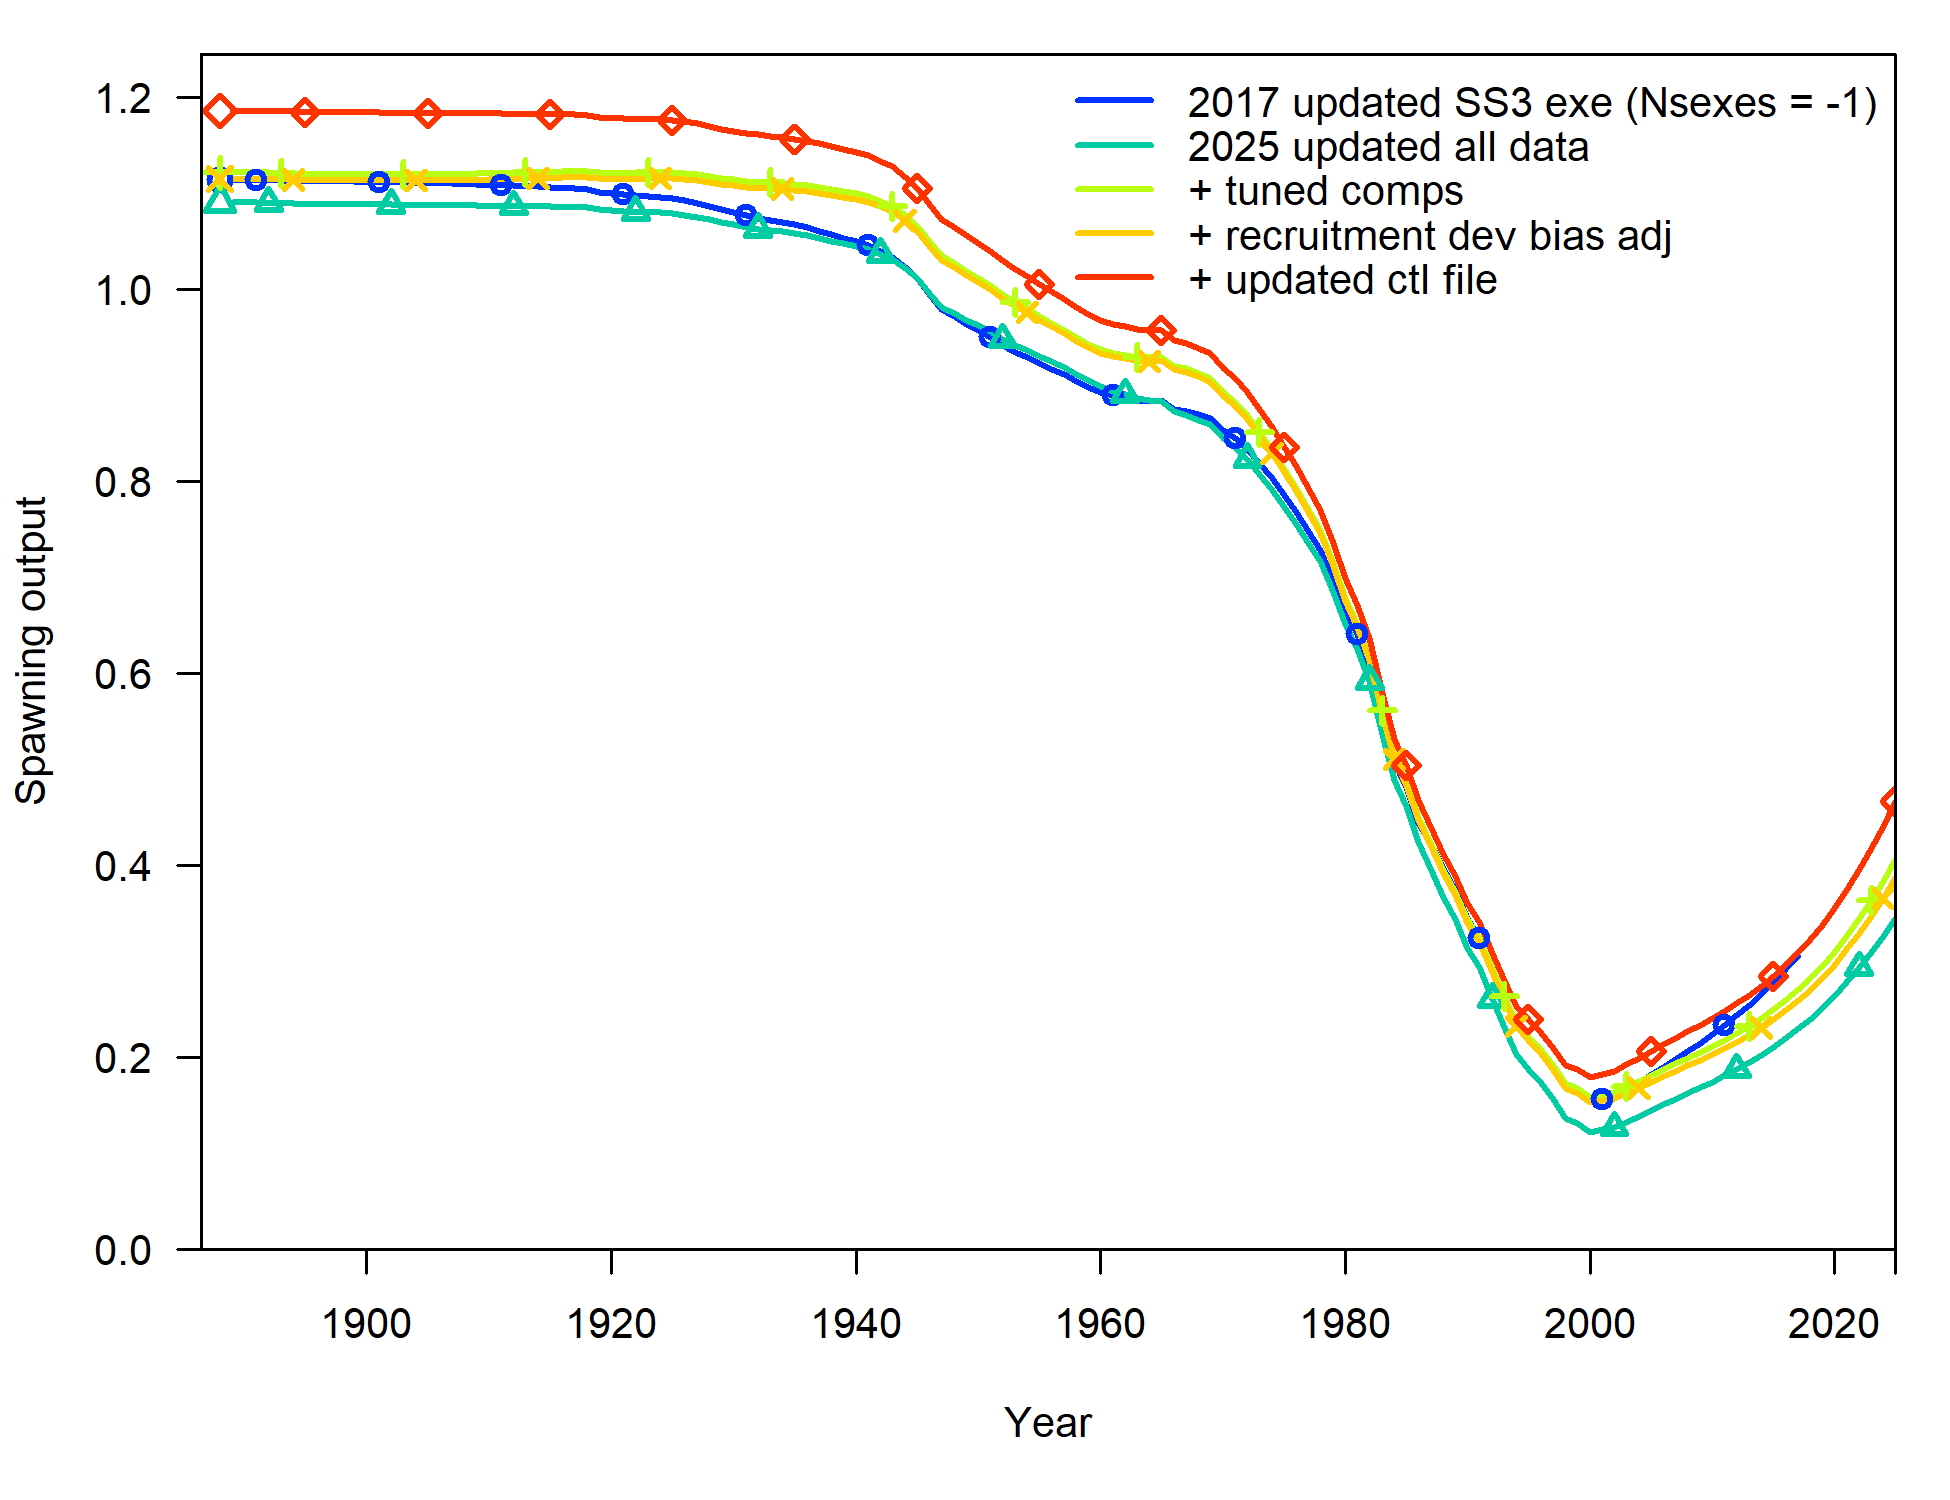 2017 updated SS3 exe (Nsexes = -1)
2025 updated all data
+ tuned comps
+ recruitment dev bias adj
+ updated ctl file
Spawning output
1.2
1.0
0.8
0.6
0.4
0.2
0.0
1900 1920 1940 1960 1980 2000 2020
Year